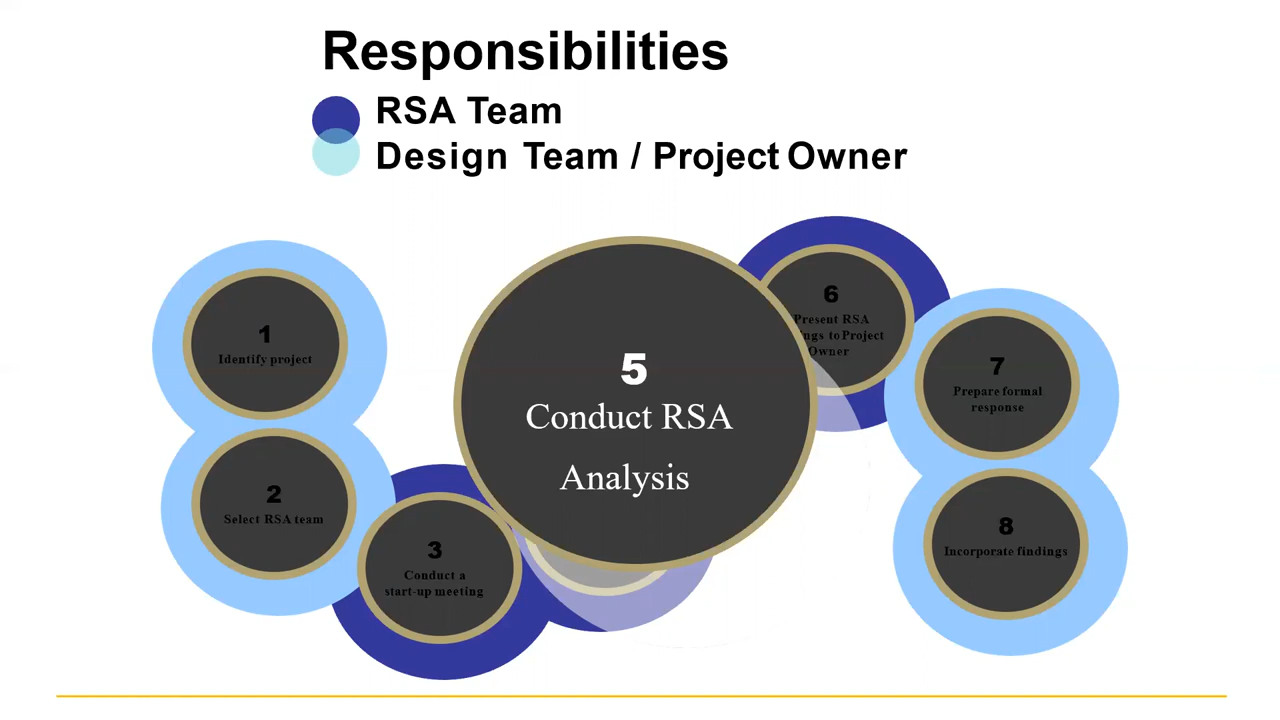 Responsibilities
RSA Team
Design Team / Project Owner
1
Identify project
2
Select RSA team
3
Conduct a
start-up meeting
5
Conduct RSA
Analysis
6
Present RSA
to Project
Owner
7
Prepare formal
response
8
Incorporate findings